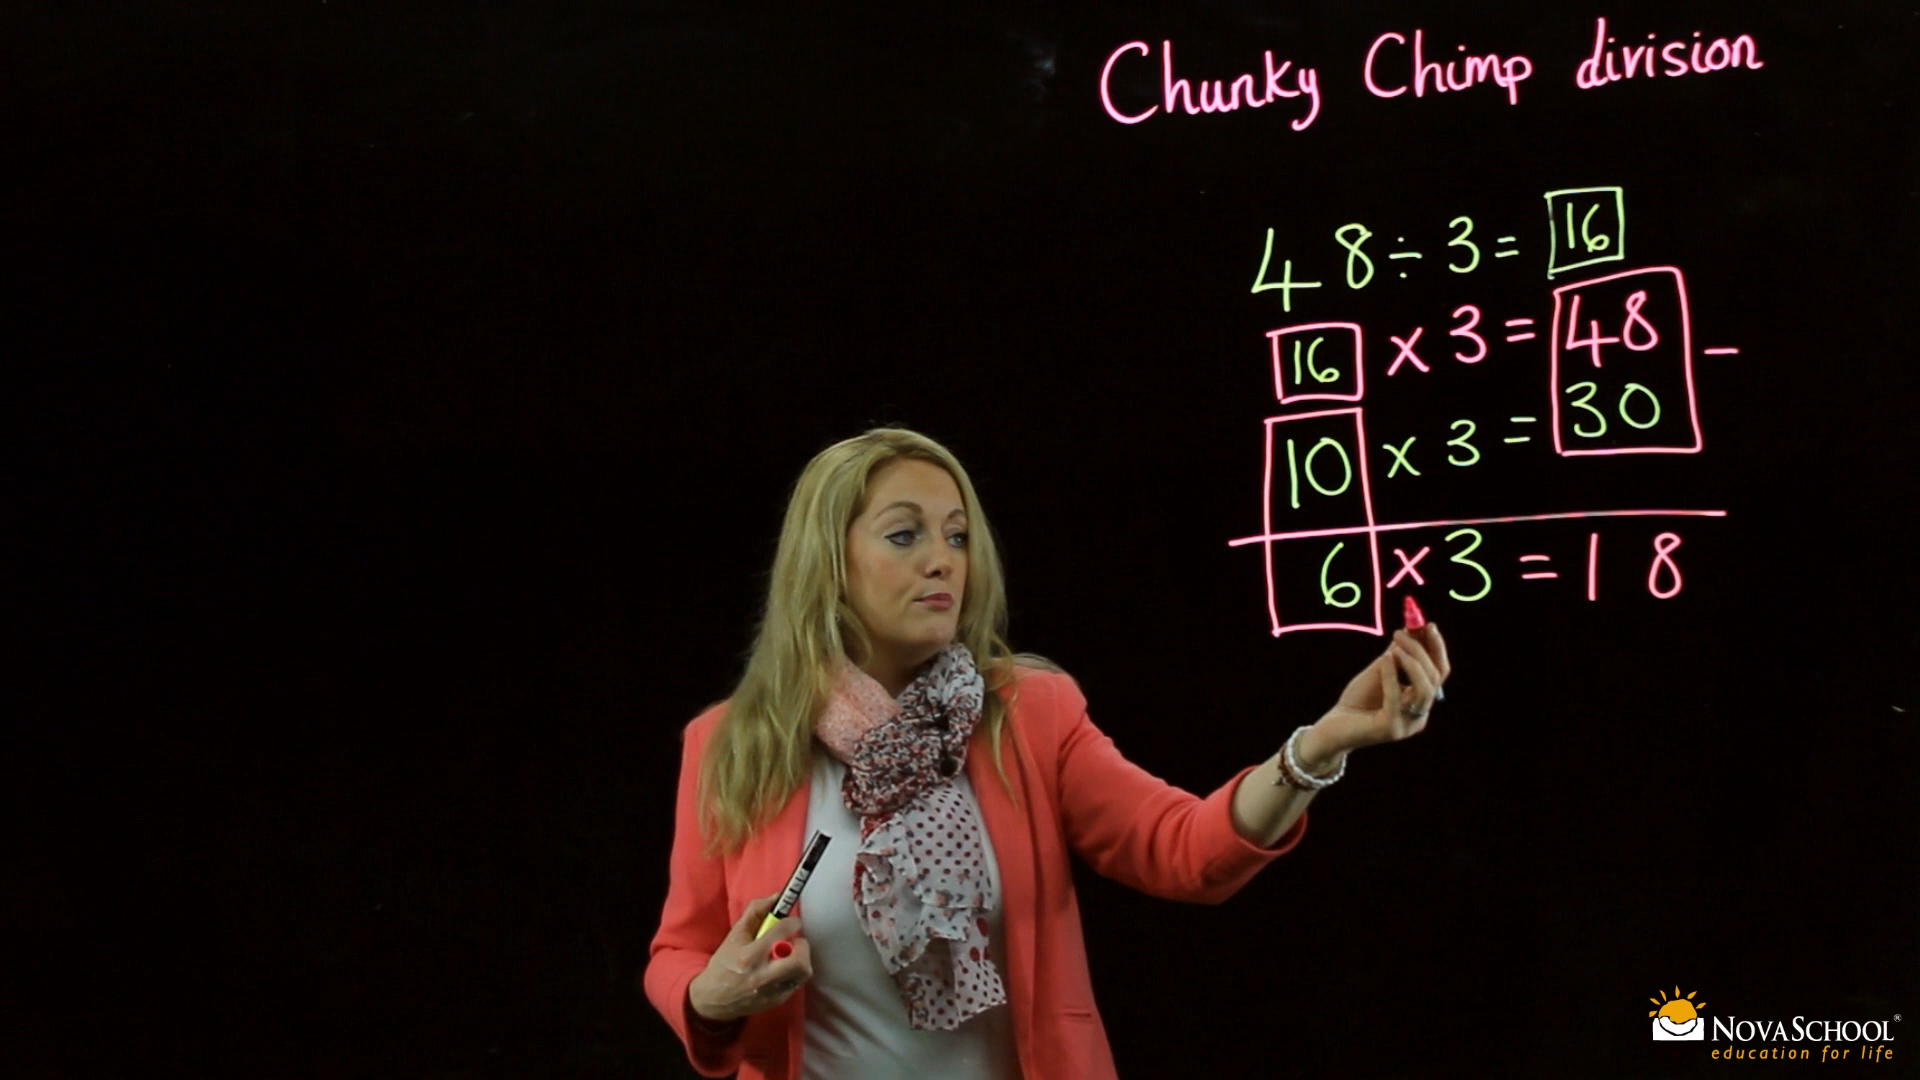 Chunky Chimp division
48 ÷ 3 = 16
16 x 3 = 48 -
10 x 3 = 30
6 x 3 = 18
NOVASCHOOL®
education for life